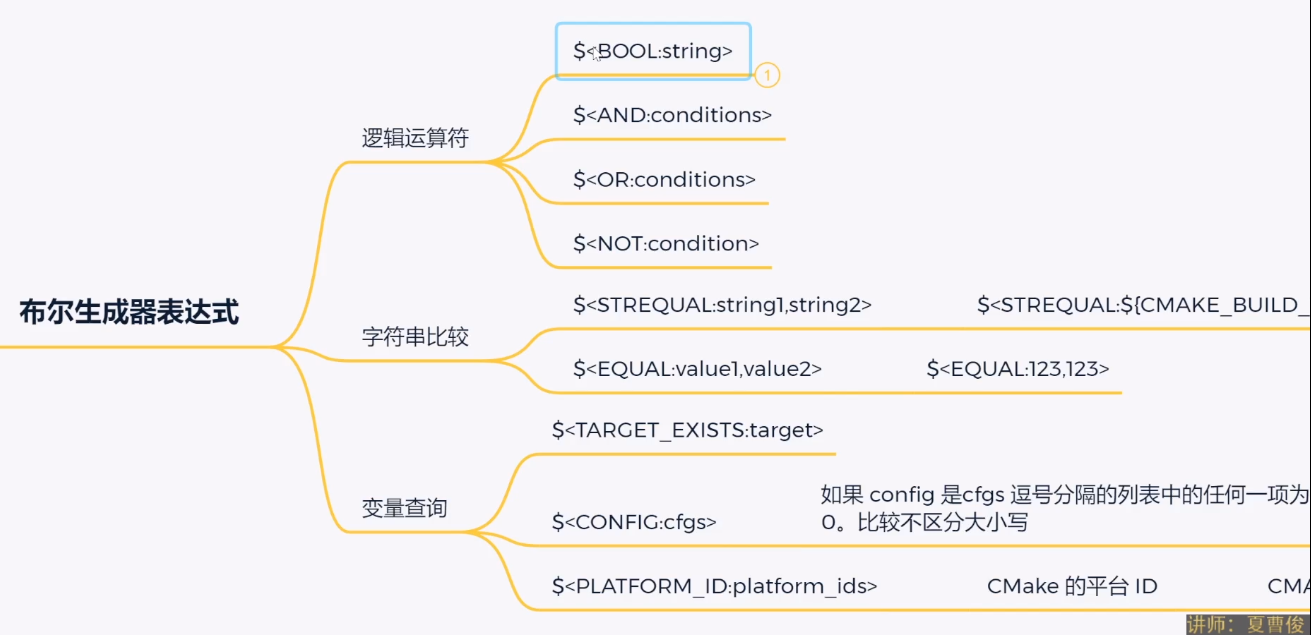 $<BOOL:string>
1
$<AND:conditions>
逻辑运算符
$<OR:conditions>
$<NOT:condition>
布尔生成器表达式
$<STREQUAL:string1,string2> $<STREQUAL:${CMAKE_BUILD_
字符串比较
$<EQUAL:value1,value2> $<EQUAL:123,123>
$<TARGET_EXISTS:target>
变量查询
如果 config 是cfgs 逗号分隔的列表中的任何一项为
$<CONFIG:cfgs> 0。比较不区分大小写
$<PLATFORM_ID:platform_ids> CMake 的平台 ID CMA
讲师：夏曹俊